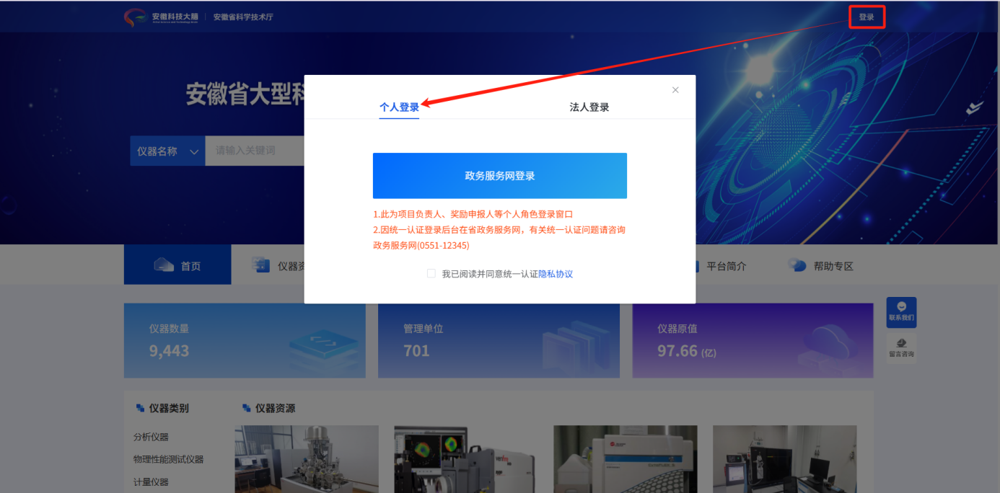 安徽科技大脑 安徽省科学技术厅
登录
安徽省大型科
个人登录 法人登录
仪器名称 请输入关键词
政务服务网登录
1.此为项目负责人、奖励申报人等个人角色登录窗口
2.因统一认证登录后台在省政务服务网，有关统一认证问题请咨询
政务服务网(0551-12345)
我已阅读并同意统一认证隐私协议
首页 仪器资 平台简介 帮助专区
联系我们
留言咨询
仪器数量 管理单位 仪器原值
9,443 701 97.66 (亿)
仪器类别 仪器资源
分析仪器
物理性能测试仪器
计量仪器